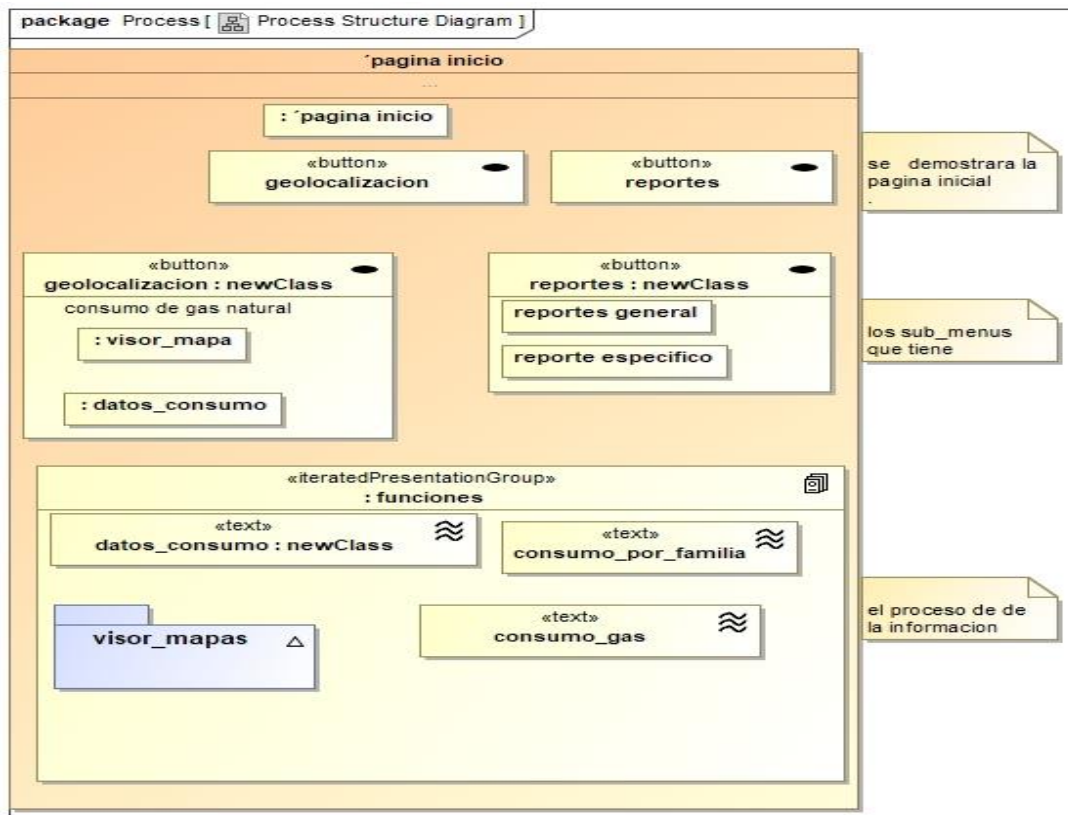 package Process [ Process Structure Diagram ]
´pagina inicio
...
: ´pagina inicio
«button»
geolocalizacion
«button»
reportes
se demostrara la
pagina inicial
.
«button»
geolocalizacion : newClass
consumo de gas natural
: visor_mapa
: datos_consumo
«button»
reportes : newClass
reportes general
reporte especifico
los sub_menus
que tiene
«iteratedPresentationGroup»
: funciones
«text»
datos_consumo : newClass
«text»
consumo_por_familia
visor_mapas
«text»
consumo_gas
el proceso de de
la informacion